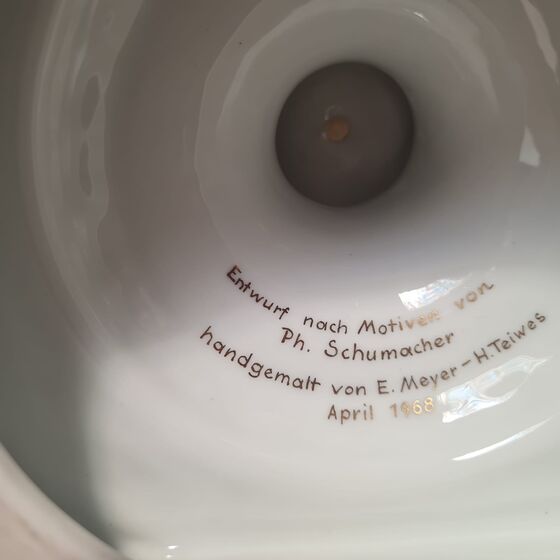 Entwurf nach Motiven von
Ph. Schumacher
handgemalt von E. Meyer-H. Teiwes
April 1968